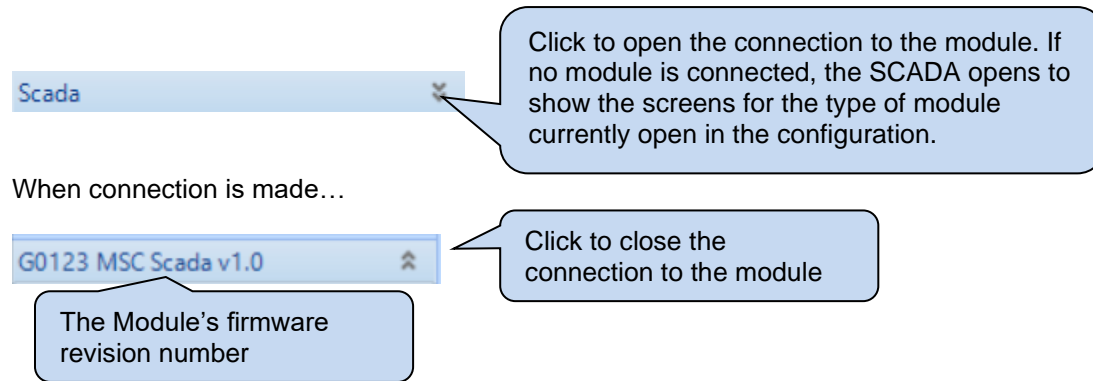 Click to open the connection to the module. If
no module is connected, the SCADA opens to
show the screens for the type of module
currently open in the configuration.
Scada
When connection is made…
G0123 MSC Scada v1.0
Click to close the
connection to the module
The Module's firmware
revision number